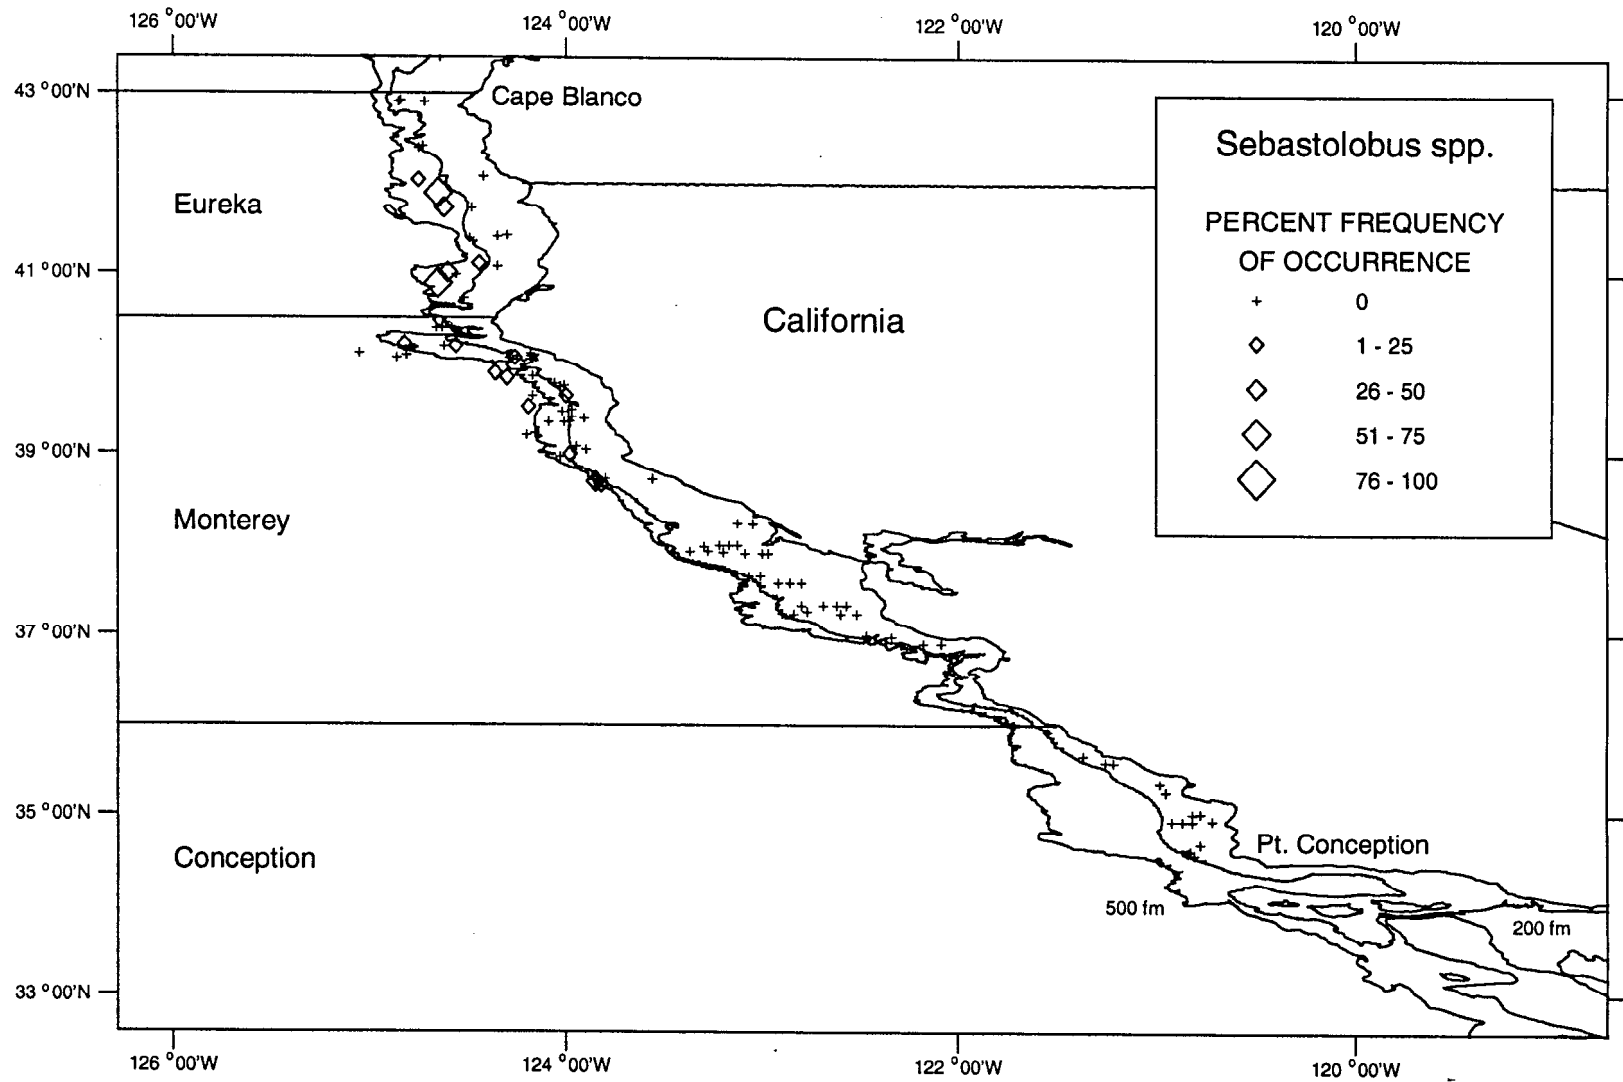 126 °00'W 124 °00'W 122 °00'W 120 °00'W
43 °00'N
Cape Blanco
Sebastolobus spp.
Eureka
PERCENT FREQUENCY
OF OCCURRENCE
41 °00'N
0
California
1 - 25
26 - 50
39 °00'N
51 - 75
76 - 100
Monterey
37 °00'N
35 °00'N
Pt. Conception
Conception
500 fm
200 fm
33 °00'N
126 °00'W 124 °00'W 122 °00'W 120 °00'W